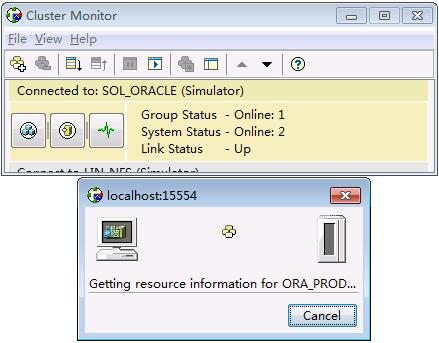 Cluster Monitor
File View Help
Connected to: SOL_ORACLE (Simulator)
Group Status - Online: 1
System Status - Online: 2
Link Status - Up
Connect to: LIN_NFS (Simulator)
localhost:15554
Getting resource information for ORA_PROD...
Cancel